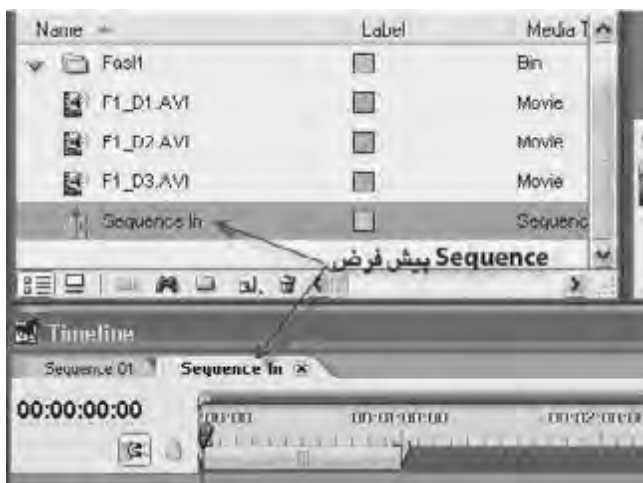 Name Label Media T
Fasl1 Bin
F1_D1.AVI Movie
F1_D2.AVI Movie
F1_D3.AVI Movie
Sequence In Sequenc
Sequence پیش فرض
Timeline
Sequence 01 Sequence In
00:00:00:00 00:00 00:01:00:00 00:02:00:0